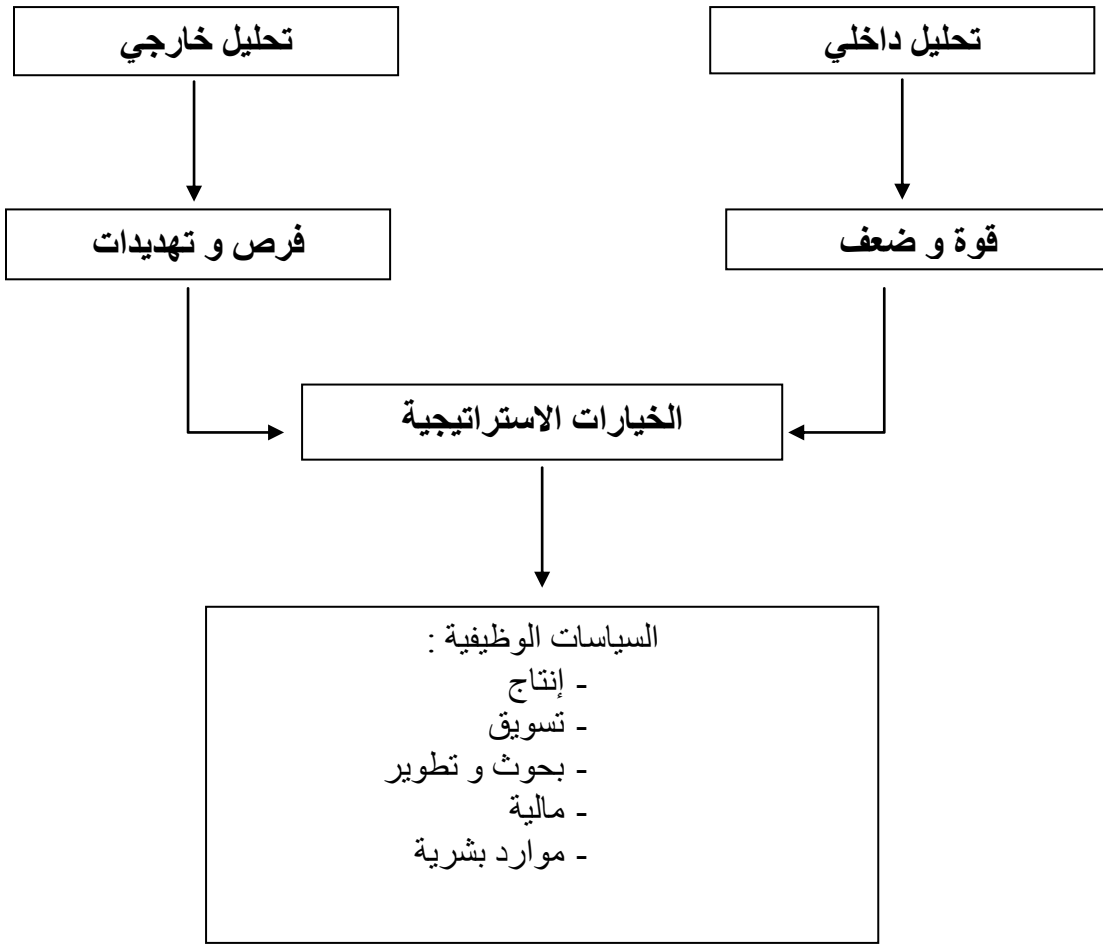 تحليل داخلي
تحليل خارجي
قوة و ضعف
فرص و تهديدات
الخيارات الاستراتيجية
السياسات الوظيفية :
- إنتاج
- تسويق
- بحوث و تطوير
- مالية
- موارد بشرية